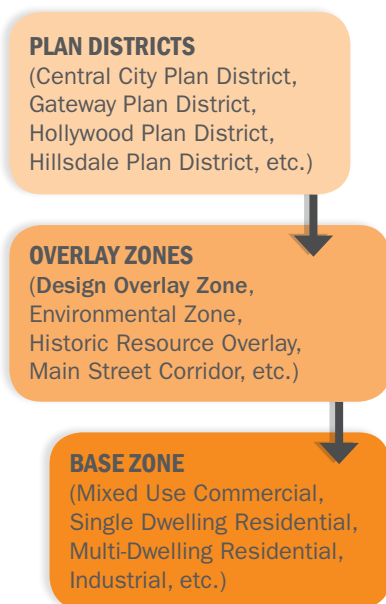 PLAN DISTRICTS
(Central City Plan District,
Gateway Plan District,
Hollywood Plan District,
Hillsdale Plan District, etc.)
OVERLAY ZONES
(Design Overlay Zone,
Environmental Zone,
Historic Resource Overlay,
Main Street Corridor, etc.)
BASE ZONE
(Mixed Use Commercial,
Single Dwelling Residential,
Multi-Dwelling Residential,
Industrial, etc.)